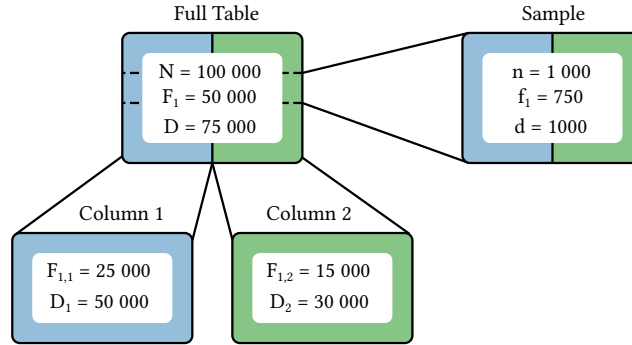 Full Table
Sample
N = 100 000
F₁ = 50 000
D = 75 000
n = 1 000
f₁ = 750
d = 1000
Column 1
Column 2
F₁,₁ = 25 000
D₁ = 50 000
F₁,₂ = 15 000
D₂ = 30 000